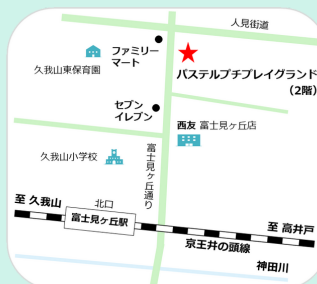 人見街道
ファミリー
マート
久我山東保育園
パステルプチプレイグランド
(2階)
セブン
イレブン
西友 富士見ヶ丘店
久我山小学校
富士見ヶ丘通り
至 久我山
北口
富士見ヶ丘駅
至 高井戸
京王井の頭線
神田川